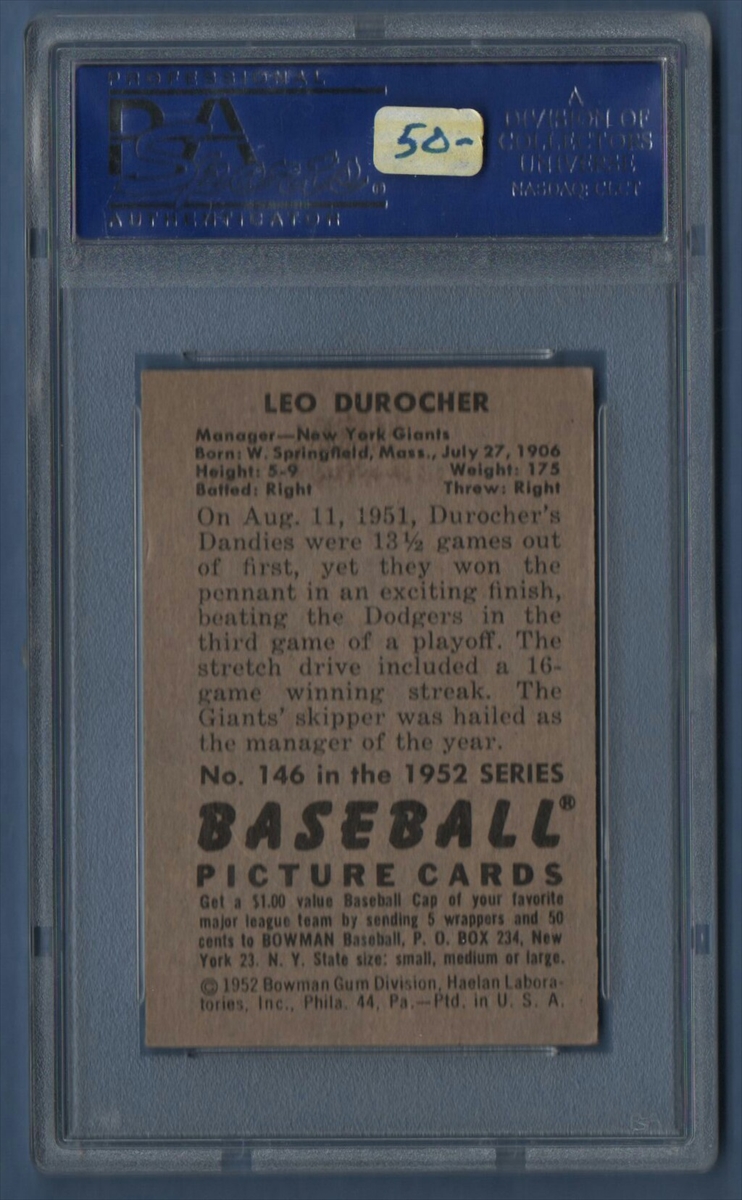 PROFESSIONAL
PSA
Sports®
AUTHENTICATOR
50-
A
DIVISION OF
COLLECTORS
UNIVERSE
NASDAQ: CLCT
LEO DUROCHER
Manager—New York Giants
Born: W. Springfield, Mass., July 27, 1906
Height: 5-9 Weight: 175
Batted: Right Threw: Right
On Aug. 11, 1951, Durocher's
Dandies were 13½ games out
of first, yet they won the
pennant in an exciting finish,
beating the Dodgers in the
third game of a playoff. The
stretch drive included a 16-
game winning streak. The
Giants' skipper was hailed as
the manager of the year.
No. 146 in the 1952 SERIES
BASEBALL®
PICTURE CARDS
Get a $1.00 value Baseball Cap of your favorite
major league team by sending 5 wrappers and 50
cents to BOWMAN Baseball, P. O. BOX 234, New
York 23. N. Y. State size: small, medium or large.
© 1952 Bowman Gum Division, Haelan Labora-
tories, Inc., Phila. 44, Pa.—Ptd. in U. S. A.